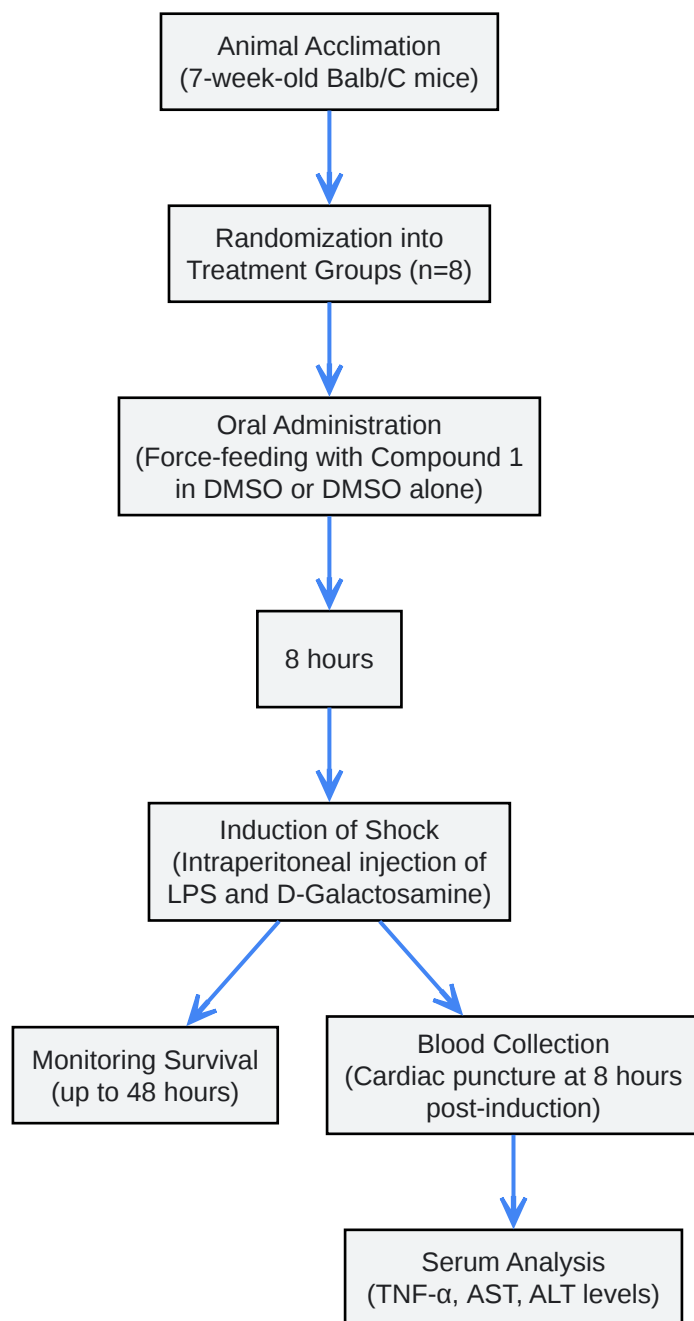 Animal Acclimation
(7-week-old Balb/C mice)
Randomization into
Treatment Groups (n=8)
Oral Administration
(Force-feeding with Compound 1
in DMSO or DMSO alone)
8 hours
Induction of Shock
(Intraperitoneal injection of
LPS and D-Galactosamine)
Monitoring Survival
(up to 48 hours)
Blood Collection
(Cardiac puncture at 8 hours
post-induction)
Serum Analysis
(TNF-α, AST, ALT levels)